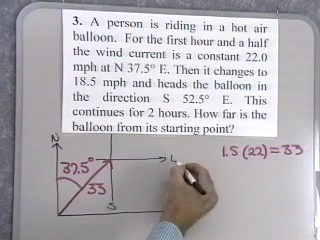 3. A person is riding in a hot air
balloon. For the first hour and a half
the wind current is a constant 22.0
mph at N 37.5° E. Then it changes to
18.5 mph and heads the balloon in
the direction S 52.5° E. This
continues for 2 hours. How far is the
balloon from its starting point?
N
1.5 (22) = 33
37.5°
33
S